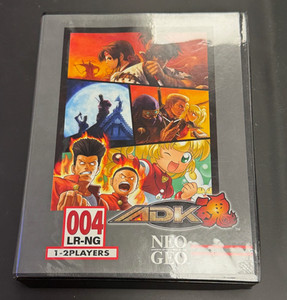 ADK魂
004
LR-NG
1-2PLAYERS
NEO
GEO